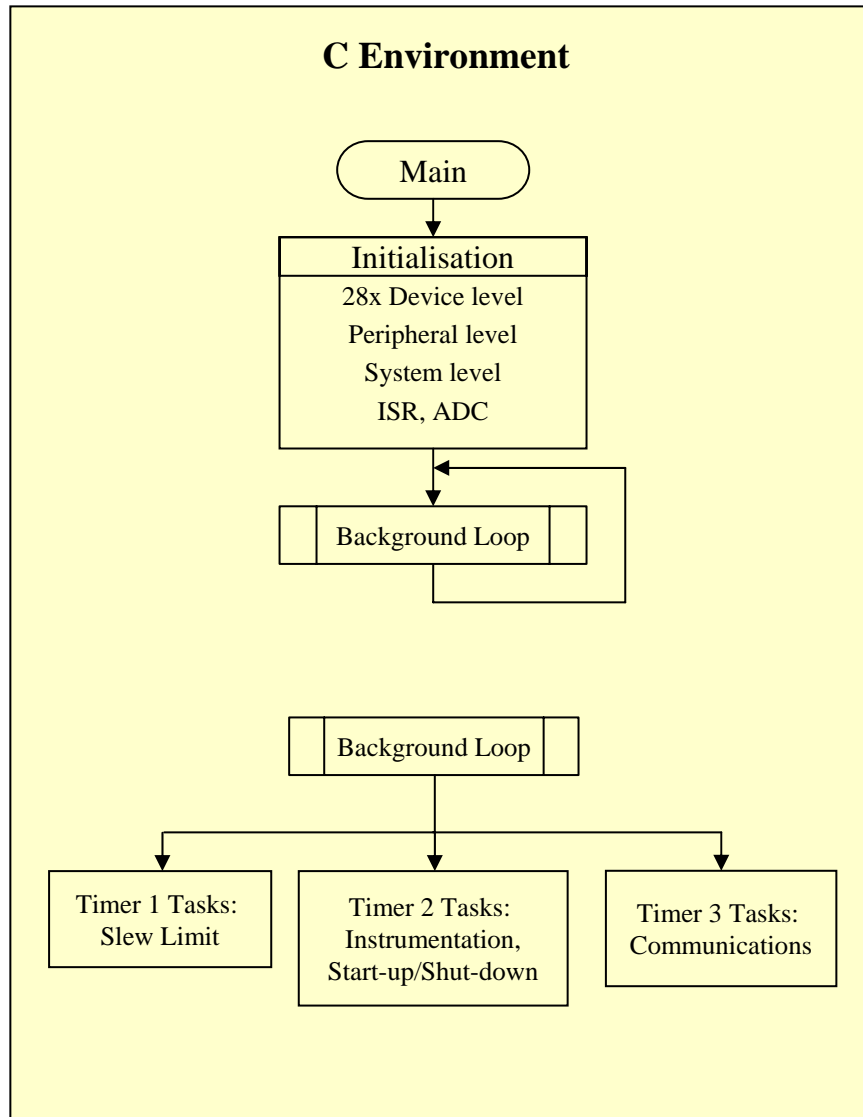 C Environment
Main
Initialisation
28x Device level
Peripheral level
System level
ISR, ADC
Background Loop
Background Loop
Timer 1 Tasks:
Slew Limit
Timer 2 Tasks:
Instrumentation,
Start-up/Shut-down
Timer 3 Tasks:
Communications